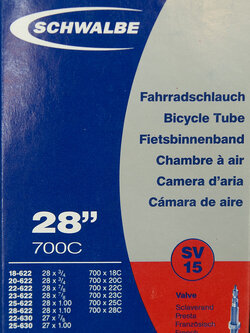 SCHWALBE
Fahrradschlauch
Bicycle Tube
Fietsbinnenband
Chambre à air
Camera d'aria
Cámara de aire
28"
700C
SV
15
18-622 28 x 3/4 700 x 18C
20-622 28 x 3/4 700 x 20C
22-622 28 x 7/8 700 x 22C
23-622 28 x 7/8 700 x 23C
25-622 28 x 1.00 700 x 25C
28-622 28 x 1.10 700 x 28C
22-630 27 x 7/8
25-630 27 x 1.00
Valve
Sclaverand
Presta
Französisch